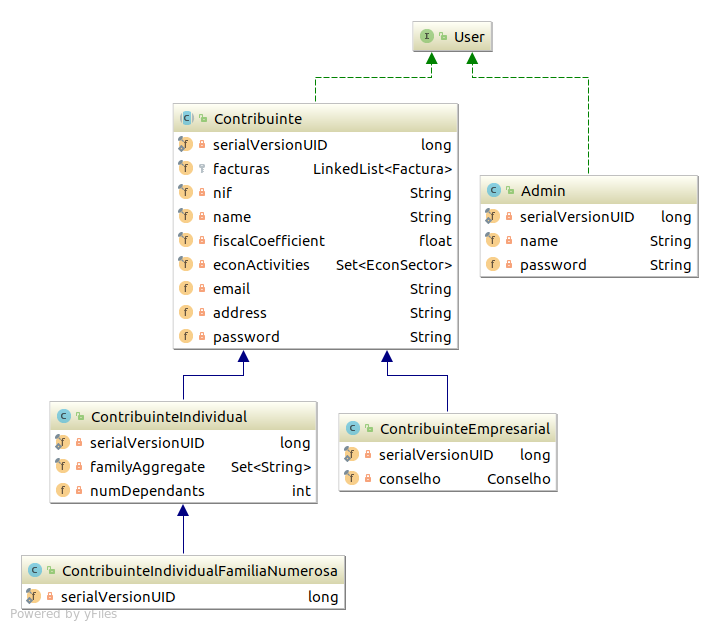 I User
C Contribuinte
f serialVersionUID long
f facturas LinkedList<Factura>
f nif String
f name String
f fiscalCoefficient float
f econActivities Set<EconSector>
f email String
f address String
f password String
C Admin
f serialVersionUID long
f name String
f password String
C ContribuinteIndividual
f serialVersionUID long
f familyAggregate Set<String>
f numDependants int
C ContribuinteEmpresarial
f serialVersionUID long
f conselho Conselho
C ContribuinteIndividualFamiliaNumerosa
f serialVersionUID long
Powered by yFiles